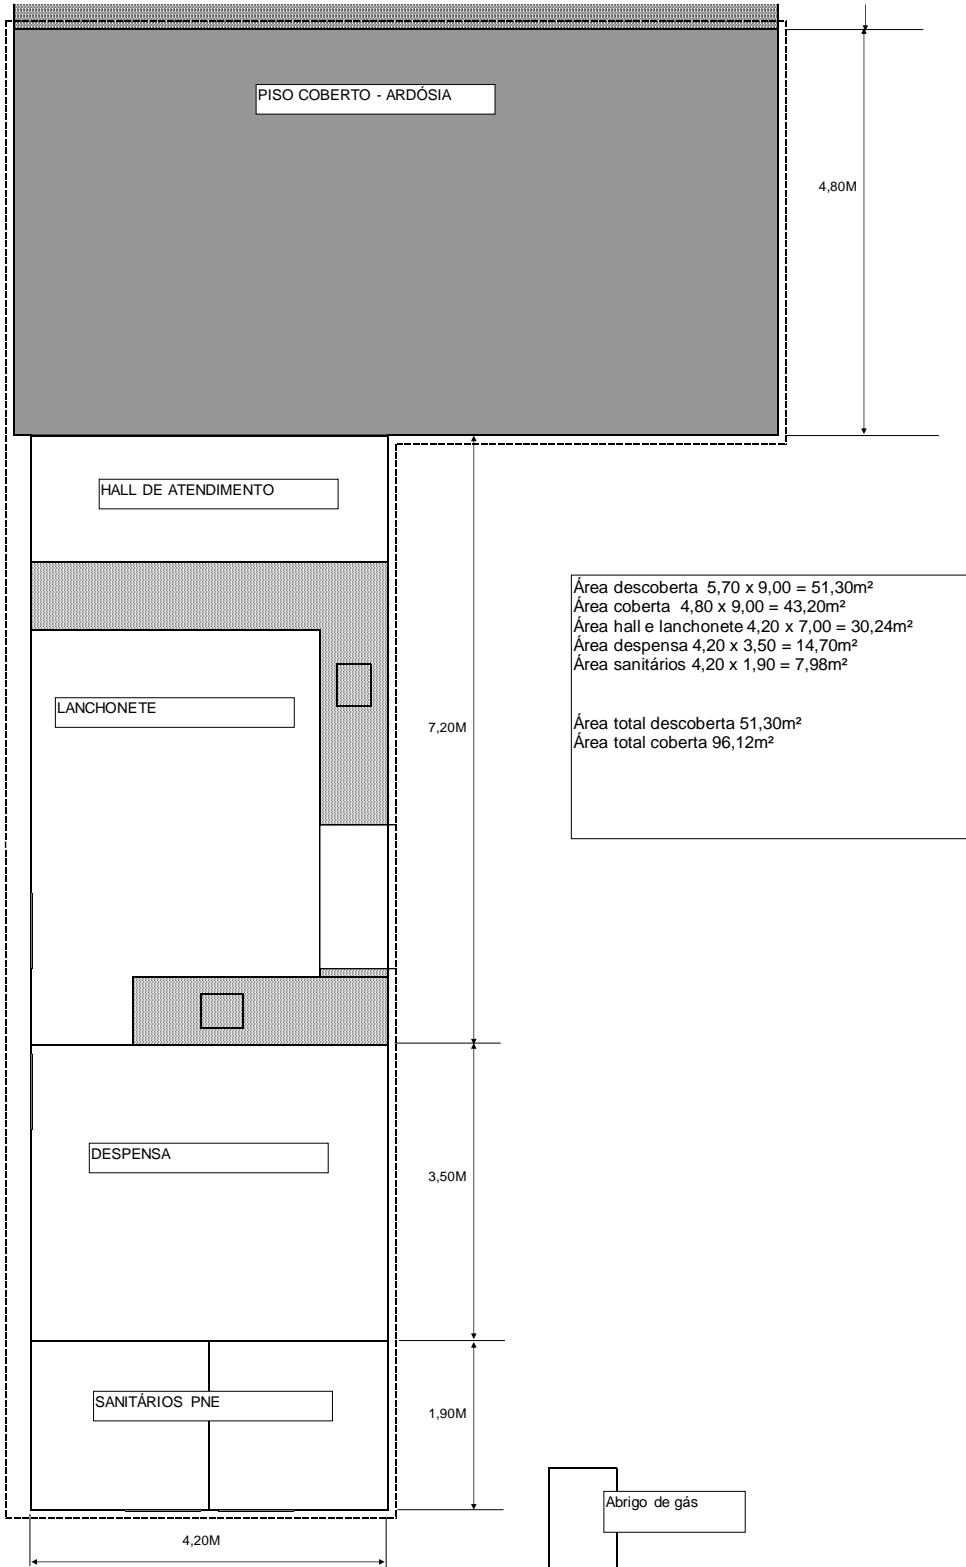 PISO COBERTO - ARDÓSIA
4,80M
HALL DE ATENDIMENTO
Área descoberta 5,70 x 9,00 = 51,30m²
Área coberta 4,80 x 9,00 = 43,20m²
Área hall e lanchonete 4,20 x 7,00 = 30,24m²
Área despensa 4,20 x 3,50 = 14,70m²
Área sanitários 4,20 x 1,90 = 7,98m²
Área total descoberta 51,30m²
Área total coberta 96,12m²
LANCHONETE
7,20M
DESPENSA
3,50M
SANITÁRIOS PNE
1,90M
Abrigo de gás
4,20M